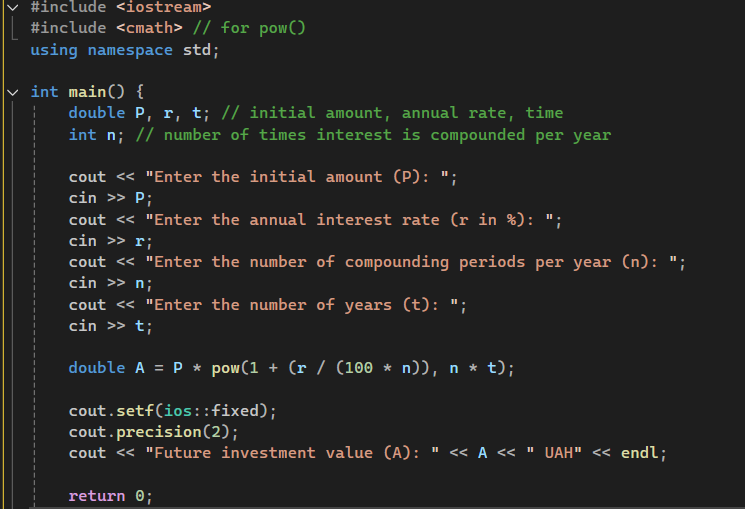 #include <iostream>
#include <cmath> // for pow()
using namespace std;
int main() {
double P, r, t; // initial amount, annual rate, time
int n; // number of times interest is compounded per year
cout << "Enter the initial amount (P): ";
cin >> P;
cout << "Enter the annual interest rate (r in %): ";
cin >> r;
cout << "Enter the number of compounding periods per year (n): ";
cin >> n;
cout << "Enter the number of years (t): ";
cin >> t;
double A = P * pow(1 + (r / (100 * n)), n * t);
cout.setf(ios::fixed);
cout.precision(2);
cout << "Future investment value (A): " << A << " UAH" << endl;
return 0;